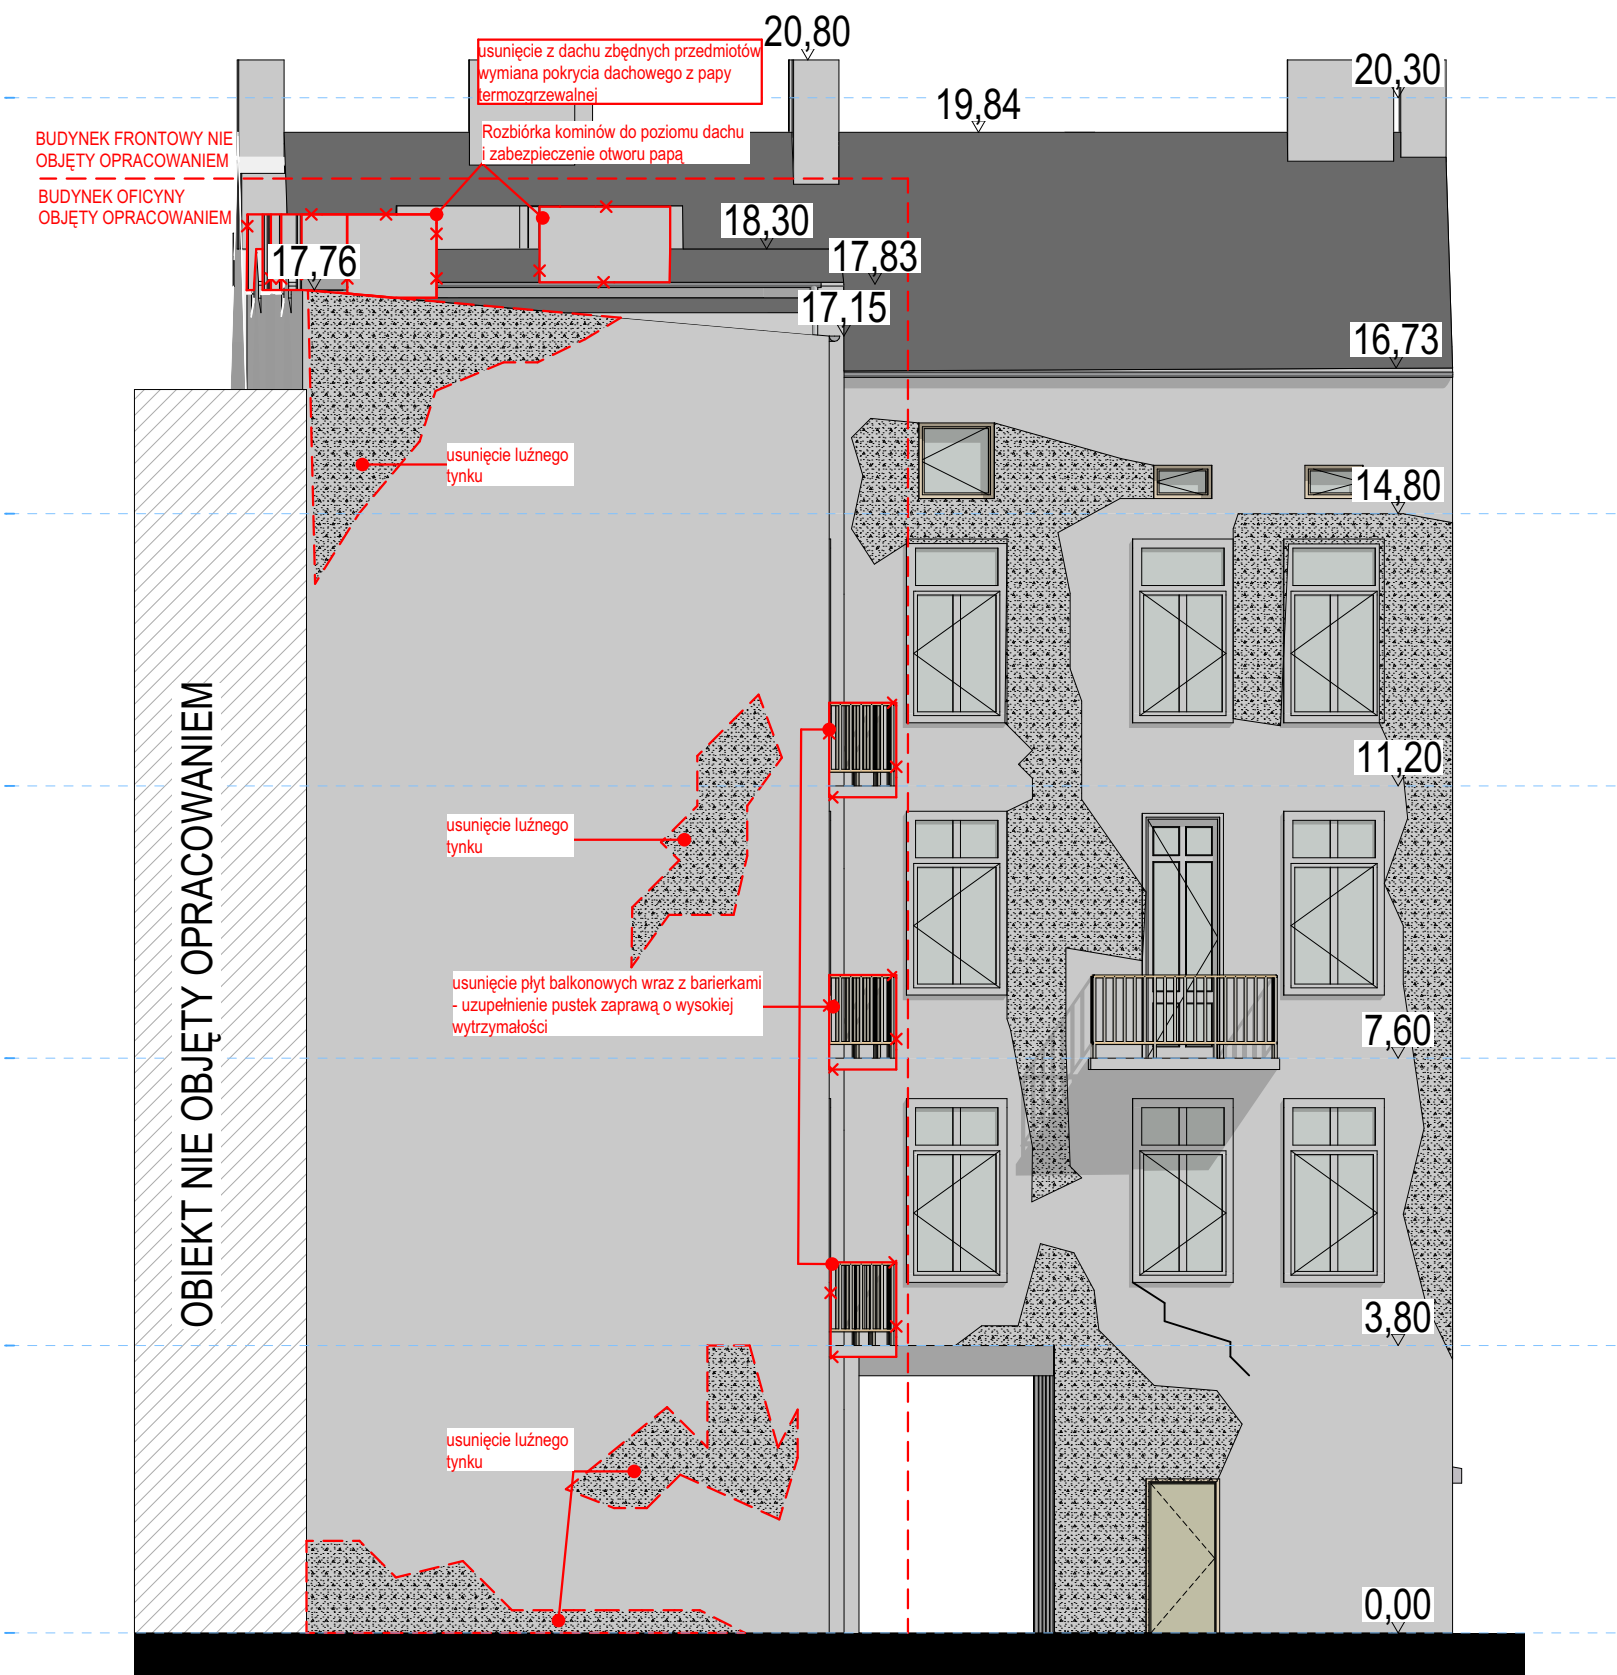 20,80
usunięcie z dachu zbędnych przedmiotów
wymiana pokrycia dachowego z papy
termozgrzewalnej
20,30
19,84
Rozbiórka kominów do poziomu dachu
i zabezpieczenie otworu papą
BUDYNEK FRONTOWY NIE
OBJĘTY OPRACOWANIEM
BUDYNEK OFICYNY
OBJĘTY OPRACOWANIEM
18,30
17,83
17,76
17,15
16,73
usunięcie luźnego
tynku
14,80
OBIEKT NIE OBJĘTY OPRACOWANIEM
11,20
usunięcie luźnego
tynku
usunięcie płyt balkonowych wraz z barierkami
- uzupełnienie pustek zaprawą o wysokiej
wytrzymałości
7,60
3,80
usunięcie luźnego
tynku
0,00